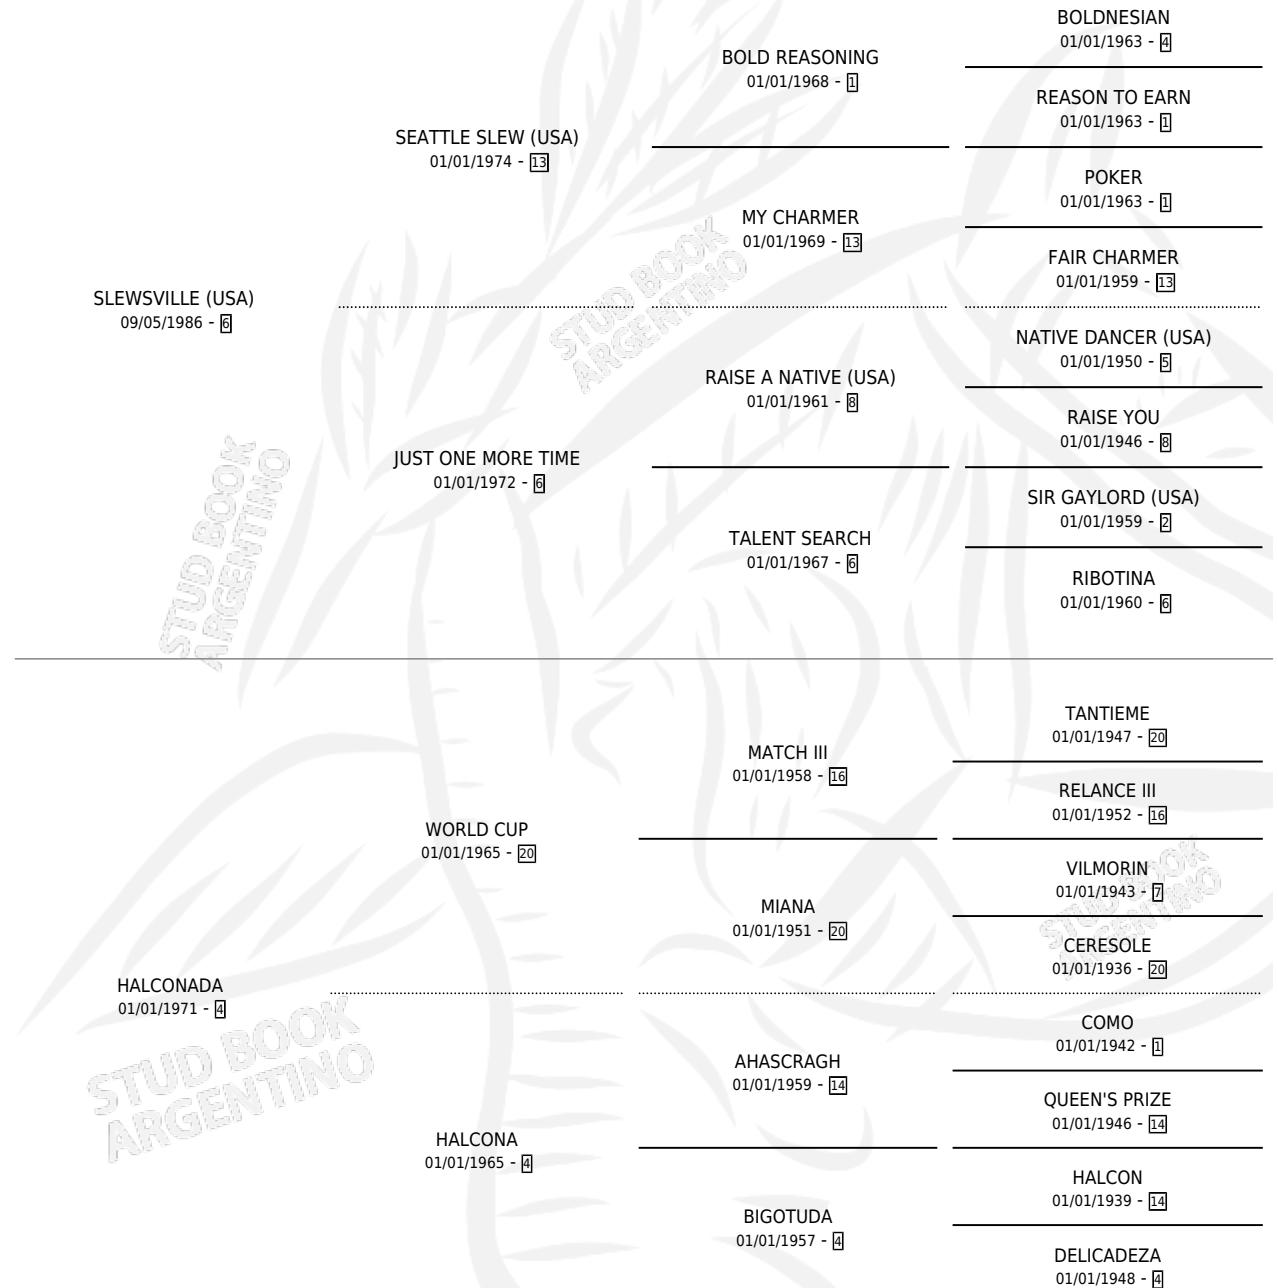 BOLDNESIAN
01/01/1963 - 4
BOLD REASONING
01/01/1968 - 1
REASON TO EARN
01/01/1963 - 1
SEATTLE SLEW (USA)
01/01/1974 - 13
POKER
01/01/1963 - 1
MY CHARMER
01/01/1969 - 13
FAIR CHARMER
01/01/1959 - 13
SLEWSVILLE (USA)
09/05/1986 - 6
NATIVE DANCER (USA)
01/01/1950 - 5
RAISE A NATIVE (USA)
01/01/1961 - 8
RAISE YOU
01/01/1946 - 8
JUST ONE MORE TIME
01/01/1972 - 6
SIR GAYLORD (USA)
01/01/1959 - 2
TALENT SEARCH
01/01/1967 - 6
RIBOTINA
01/01/1960 - 6
TANTIEME
01/01/1947 - 20
MATCH III
01/01/1958 - 16
RELANCE III
01/01/1952 - 16
WORLD CUP
01/01/1965 - 20
VILMORIN
01/01/1943 - 7
MIANA
01/01/1951 - 20
CERESOLE
01/01/1936 - 20
HALCONADA
01/01/1971 - 4
COMO
01/01/1942 - 1
AHASCRAGH
01/01/1959 - 14
QUEEN'S PRIZE
01/01/1946 - 14
HALCONA
01/01/1965 - 4
HALCON
01/01/1939 - 14
BIGOTUDA
01/01/1957 - 4
DELICADEZA
01/01/1948 - 4
STUD BOOK
ARGENTINO
STUD BOOK
ARGENTINO
STUD BOOK
ARGENTINO
STUD BOOK
ARGENTINO